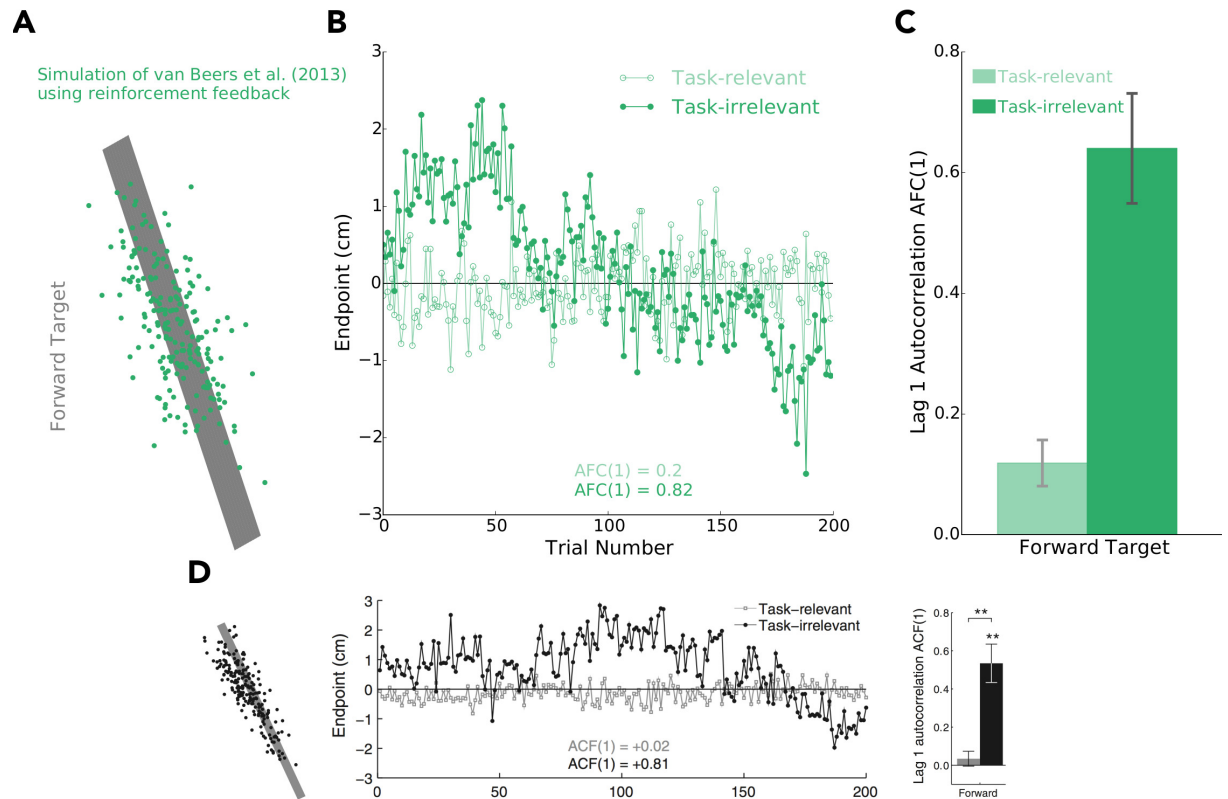 A
Simulation of van Beers et al. (2013)
using reinforcement feedback
Forward Target
B
3
2
1
0
−1
−2
−3
Endpoint (cm)
Task-relevant
Task-irrelevant
AFC(1) = 0.2
AFC(1) = 0.82
0
50
100
150
200
Trial Number
C
0.8
0.6
0.4
0.2
0.0
Lag 1 Autocorrelation AFC(1)
Task-relevant
Task-irrelevant
Forward Target
D
3
2
1
0
−1
−2
−3
Endpoint (cm)
Task−relevant
Task−irrelevant
ACF(1) = +0.02
ACF(1) = +0.81
0
50
100
150
200
0.8
0.6
0.4
0.2
0.0
Lag 1 autocorrelation ACF(1)
**
**
Forward